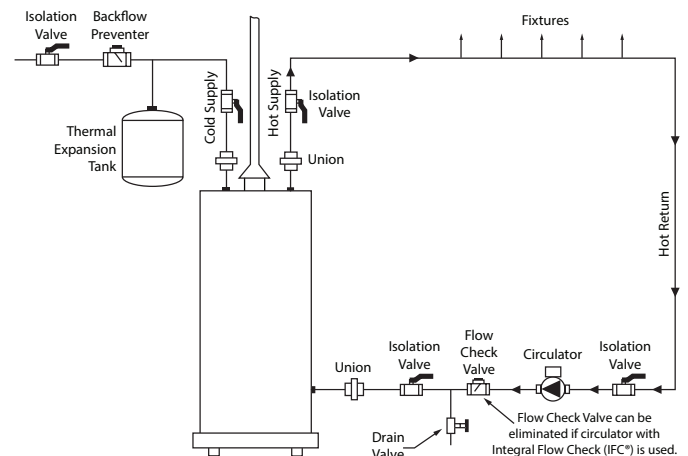 Isolation
Valve
Backflow
Preventer
Fixtures
Cold Supply
Hot Supply
Isolation
Valve
Thermal
Expansion
Tank
Union
Hot Return
Union
Isolation
Valve
Flow
Check
Valve
Circulator
Isolation
Valve
Drain
Valve
Flow Check Valve can be
eliminated if circulator with
Integral Flow Check (IFC®) is used.